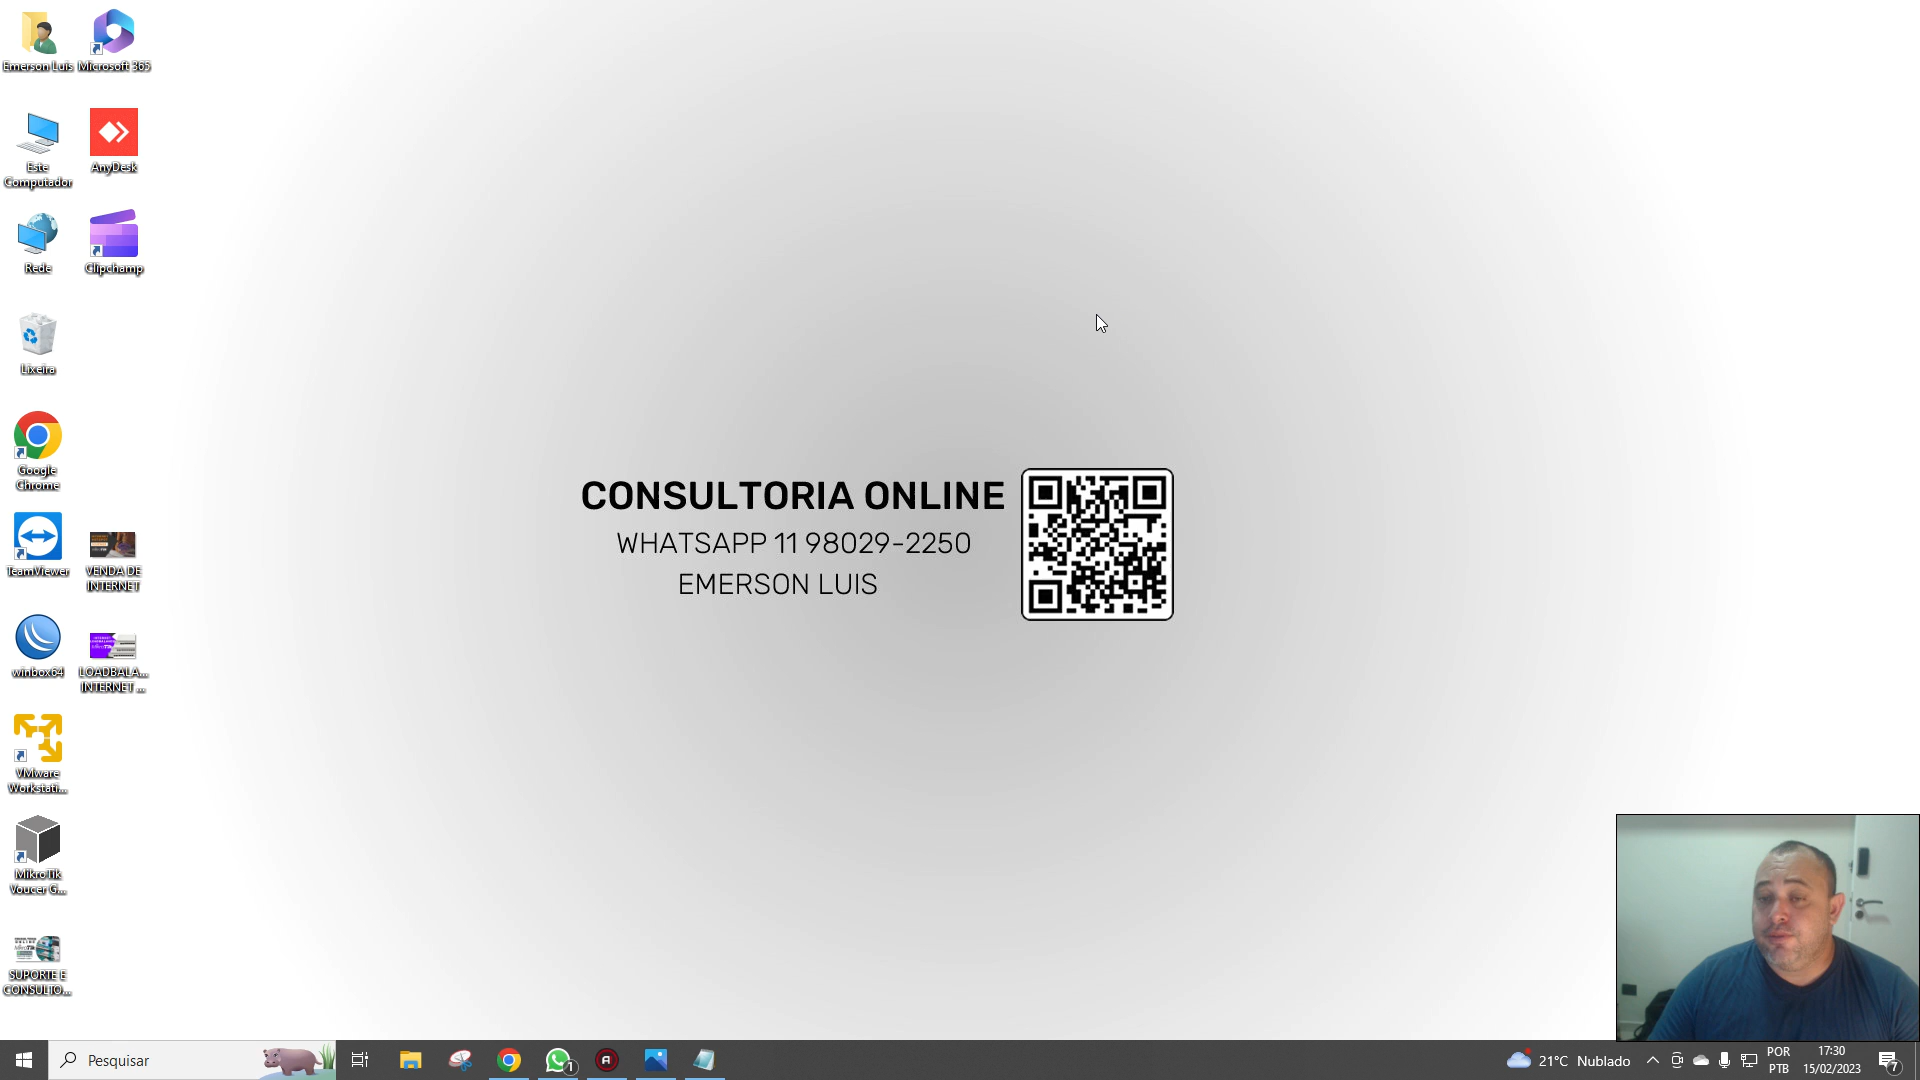 Emerson Luis
Microsoft 365
Este
Computador
AnyDesk
Rede
Clipchamp
Lixeira
Google
Chrome
TeamViewer
VENDA DE
INTERNET
winbox64
LOADBALA...
INTERNET ...
VMware
Workstati...
MikroTik
Voucer G...
SUPORTE E
CONSULTO...
CONSULTORIA ONLINE
WHATSAPP 11 98029-2250
EMERSON LUIS
Pesquisar
1
21°C Nublado
POR
PTB
17:30
15/02/2023
7